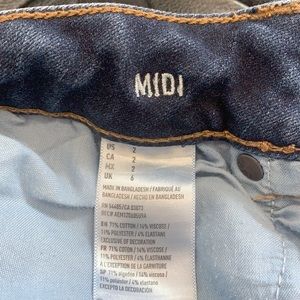 MIDI
US 2
CA 2
MX 2
UK 6
MADE IN BANGLADESH / FABRIQUÉ AU
BANGLADESH / HECHO EN BANGLADESH
EN 71% COTTON / 14% VISCOSE /
11% POLYESTER / 4% ELASTANE
EXCLUSIVE OF DECORATION
FR 71% COTON / 14% VISCOSE /
11% POLYESTER / 4% ÉLASTHANNE
À L'EXCEPTION DE LA GARNITURE
SP 71% algodón / 14% viscosa /
11% poliéster / 4% elastano
EXCEPTO LA DECORACIÓN